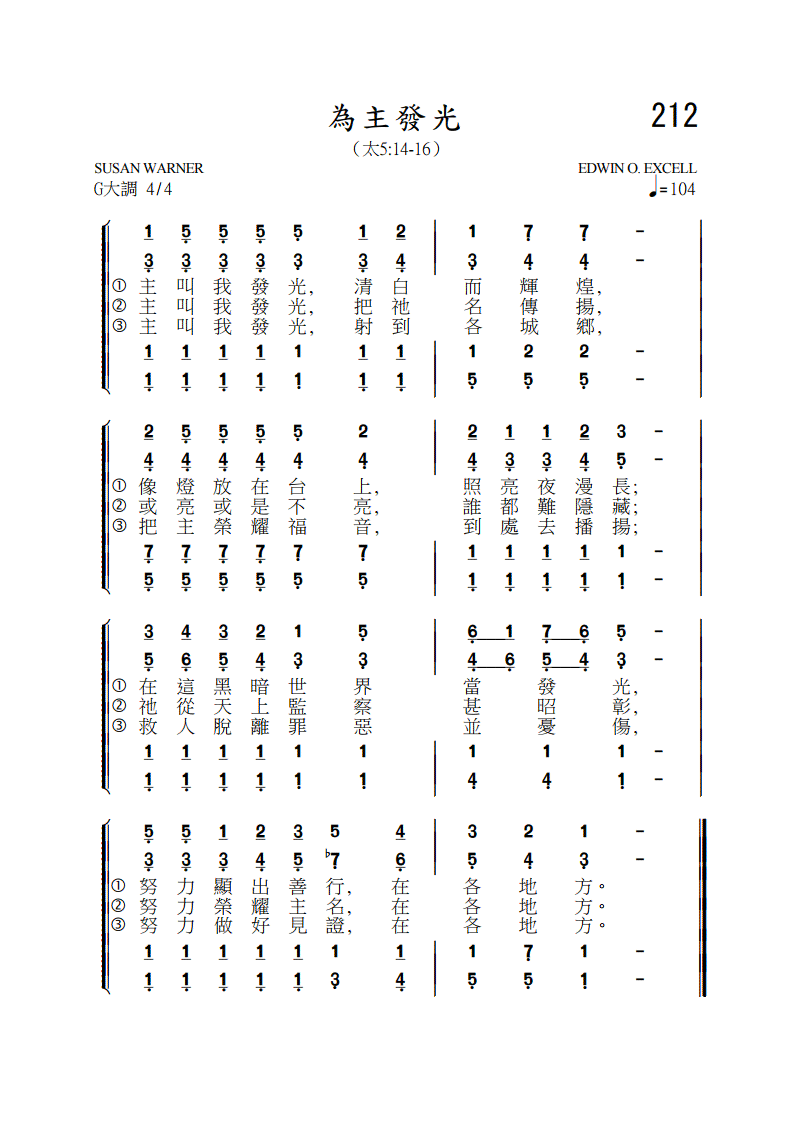 為主發光 212
（太5:14-16）
SUSAN WARNER EDWIN O. EXCELL
G大調 4/4 ♩=104
1 5̣ 5̣ 5̣ 5̣ 1 2 1 7̣ 7̣ -
3̣ 3̣ 3̣ 3̣ 3̣ 3̣ 4̣ 3̣ 4̣ 4̣ -
① 主 叫 我 發 光, 清 白 而 輝 煌,
② 主 叫 我 發 光, 把 祂 名 傳 揚,
③ 主 叫 我 發 光, 射 到 各 城 鄉,
1 1 1 1 1 1 1 1 2 2 -
1̣ 1̣ 1̣ 1̣ 1̣ 1̣ 1̣ 5̣ 5̣ 5̣ -
2 5̣ 5̣ 5̣ 5̣ 2 2 1 1 2 3 -
4̣ 4̣ 4̣ 4̣ 4̣ 4̣ 4̣ 3̣ 3̣ 4̣ 5̣ -
① 像 燈 放 在 台 上, 照 亮 夜 漫 長;
② 或 亮 或 是 不 亮, 誰 都 難 隱 藏;
③ 把 主 榮 耀 福 音, 到 處 去 播 揚;
7̣ 7̣ 7̣ 7̣ 7̣ 7̣ 1 1 1 1 1 -
5̣ 5̣ 5̣ 5̣ 5̣ 5̣ 1̣ 1̣ 1̣ 1̣ 1̣ -
3 4 3 2 1 5̣ 6̣ 1 7̣ 6̣ 5̣ -
5̣ 6̣ 5̣ 4̣ 3̣ 3̣ 4̣ 6̣ 5̣ 4̣ 3̣ -
① 在 這 黑 暗 世 界 當 發 光,
② 祂 從 天 上 監 察 甚 昭 彰,
③ 救 人 脫 離 罪 惡 並 憂 傷,
1 1 1 1 1 1 1 1 1 -
1̣ 1̣ 1̣ 1̣ 1̣ 1̣ 4̣ 4̣ 1̣ -
5̣ 5̣ 1 2 3 5 4 3 2 1 -
3̣ 3̣ 3̣ 4̣ 5̣ ♭7̣ 6̣ 5̣ 4̣ 3̣ -
① 努 力 顯 出 善 行, 在 各 地 方。
② 努 力 榮 耀 主 名, 在 各 地 方。
③ 努 力 做 好 見 證, 在 各 地 方。
1 1 1 1 1 1 1 1 7̣ 1 -
1̣ 1̣ 1̣ 1̣ 1̣ 3̣ 4̣ 5̣ 5̣ 1̣ -